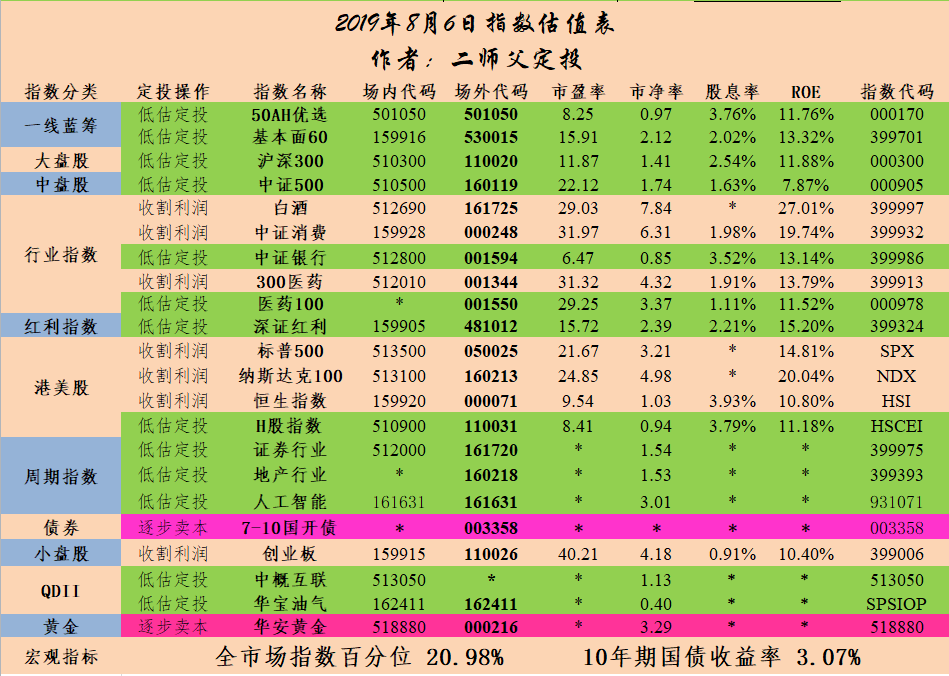 2019年8月6日指数估值表
作者：二师父定投
指数分类 定投操作 指数名称 场内代码 场外代码 市盈率 市净率 股息率 ROE 指数代码
一线蓝筹 低估定投 50AH优选 501050 501050 8.25 0.97 3.76% 11.76% 000170
低估定投 基本面60 159916 530015 15.91 2.12 2.02% 13.32% 399701
大盘股 低估定投 沪深300 510300 110020 11.87 1.41 2.54% 11.88% 000300
中盘股 低估定投 中证500 510500 160119 22.12 1.74 1.63% 7.87% 000905
行业指数 收割利润 白酒 512690 161725 29.03 7.84 * 27.01% 399997
收割利润 中证消费 159928 000248 31.97 6.31 1.98% 19.74% 399932
低估定投 中证银行 512800 001594 6.47 0.85 3.52% 13.14% 399986
收割利润 300医药 512010 001344 31.32 4.32 1.91% 13.79% 399913
低估定投 医药100 * 001550 29.25 3.37 1.11% 11.52% 000978
红利指数 低估定投 深证红利 159905 481012 15.72 2.39 2.21% 15.20% 399324
港美股 收割利润 标普500 513500 050025 21.67 3.21 * 14.81% SPX
收割利润 纳斯达克100 513100 160213 24.85 4.98 * 20.04% NDX
收割利润 恒生指数 159920 000071 9.54 1.03 3.93% 10.80% HSI
低估定投 H股指数 510900 110031 8.41 0.94 3.79% 11.18% HSCEI
周期指数 低估定投 证券行业 512000 161720 * 1.54 * * 399975
低估定投 地产行业 * 160218 * 1.53 * * 399393
低估定投 人工智能 161631 161631 * 3.01 * * 931071
债券 逐步卖本 7-10国开债 * 003358 * * * * 003358
小盘股 收割利润 创业板 159915 110026 40.21 4.18 0.91% 10.40% 399006
QDII 低估定投 中概互联 513050 * * 1.13 * * 513050
低估定投 华宝油气 162411 162411 * 0.40 * * SPSIOP
黄金 逐步卖本 华安黄金 518880 000216 * 3.29 * * 518880
宏观指标 全市场指数百分位 20.98% 10年期国债收益率 3.07%